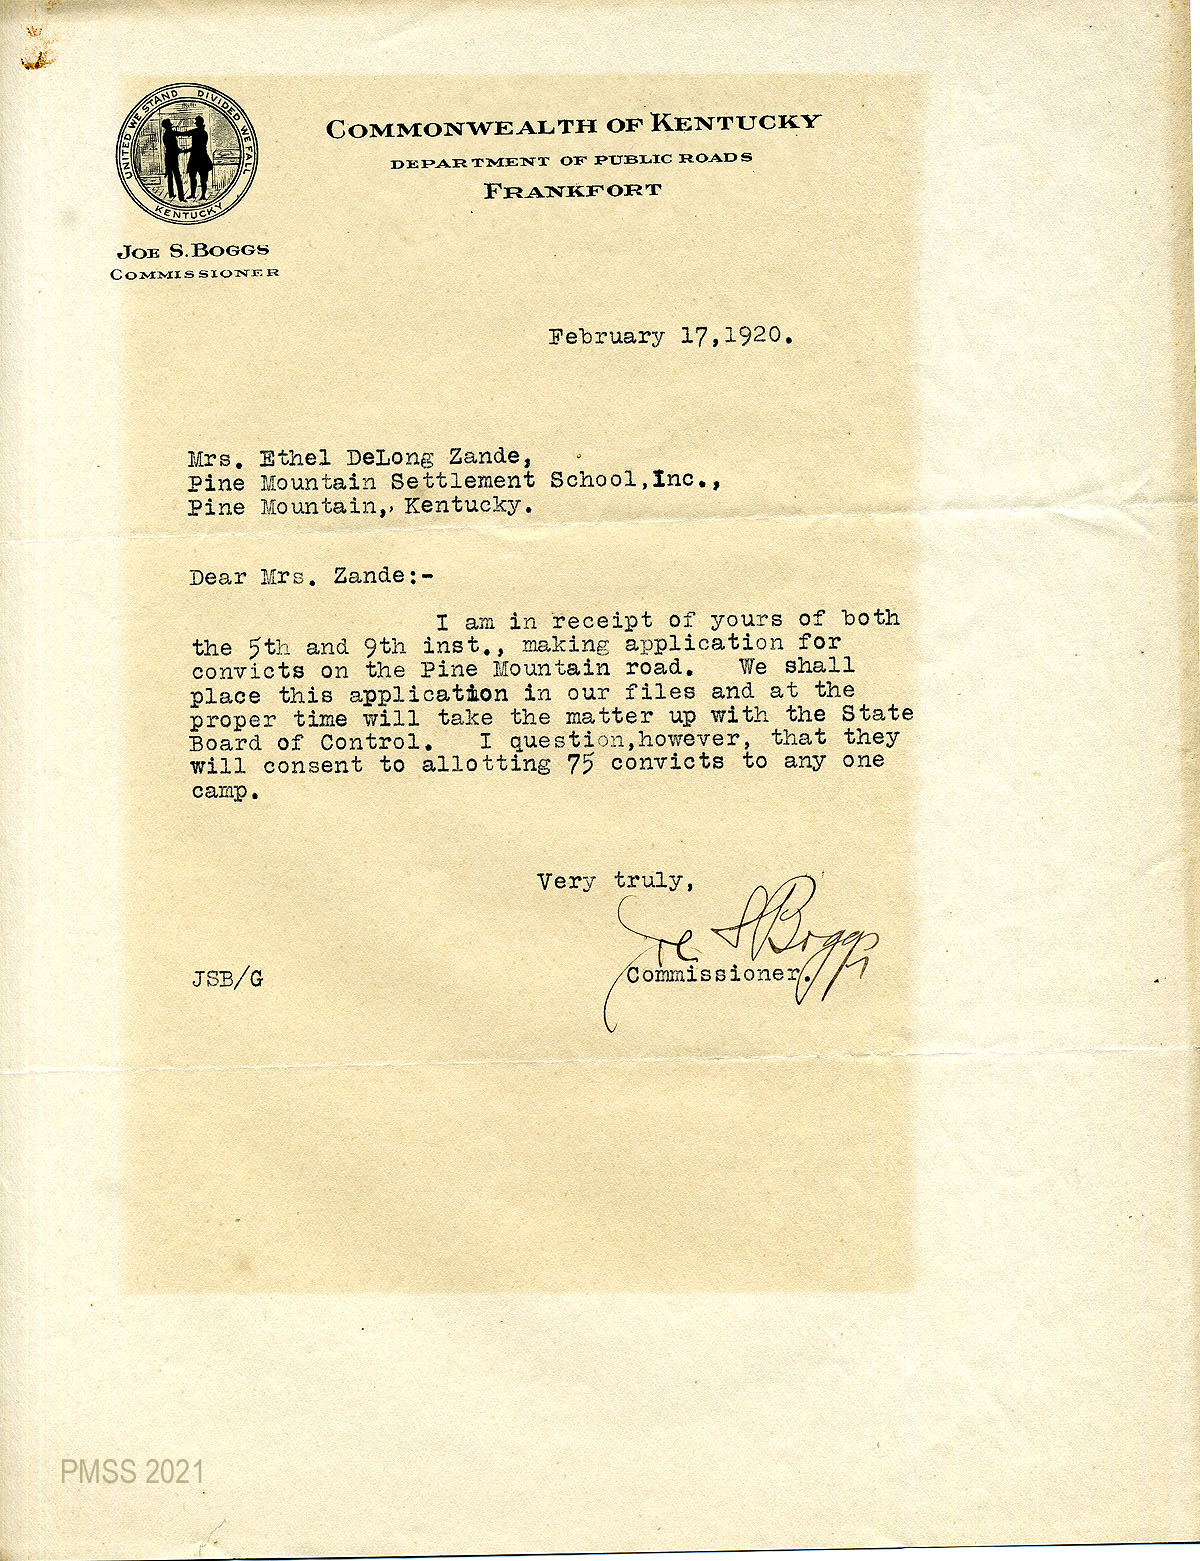 UNITED WE STAND DIVIDED WE FALL
KENTUCKY
COMMONWEALTH OF KENTUCKY
DEPARTMENT OF PUBLIC ROADS
FRANKFORT
JOE S. BOGGS
COMMISSIONER
February 17,1920.
Mrs. Ethel DeLong Zande,
Pine Mountain Settlement School,Inc.,
Pine Mountain,, Kentucky.
Dear Mrs. Zande:-
I am in receipt of yours of both
the 5th and 9th inst., making application for
convicts on the Pine Mountain road. We shall
place this application in our files and at the
proper time will take the matter up with the State
Board of Control. I question,however, that they
will consent to allotting 75 convicts to any one
camp.
Very truly,
Joe S Boggs
Commissioner.
JSB/G
PMSS 2021